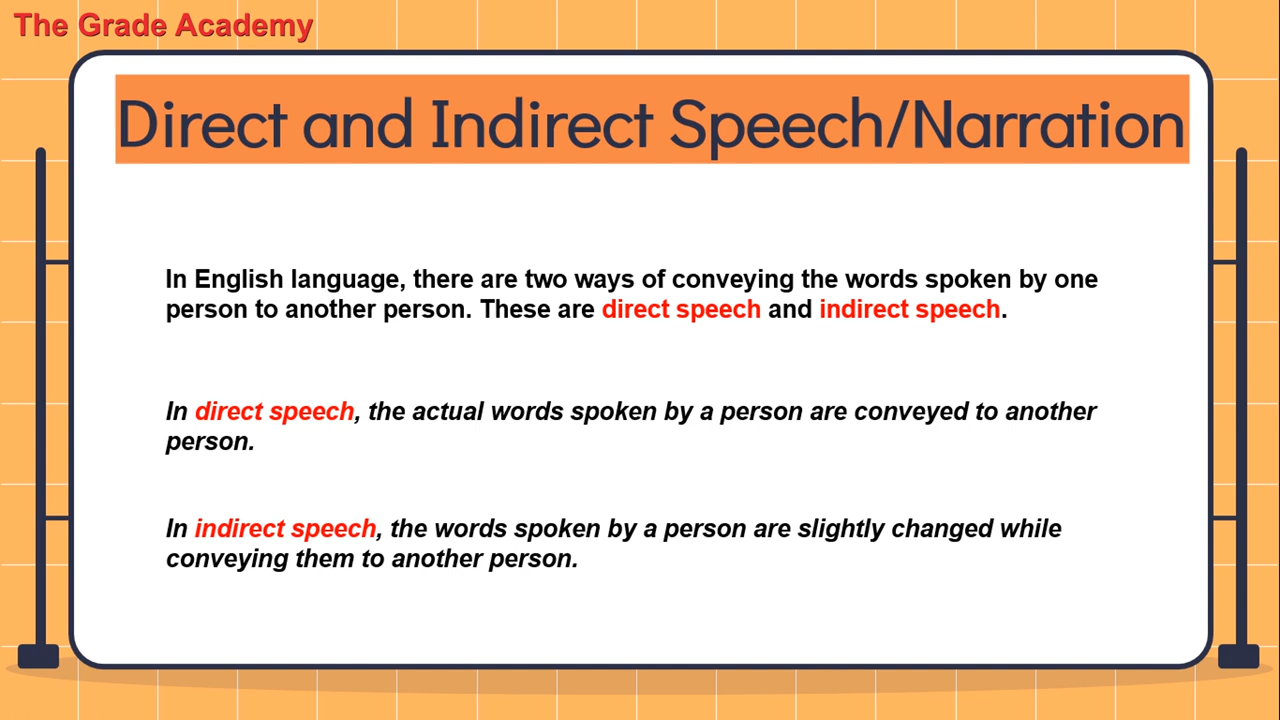 The Grade Academy
Direct and Indirect Speech/Narration
In English language, there are two ways of conveying the words spoken by one
person to another person. These are direct speech and indirect speech.
In direct speech, the actual words spoken by a person are conveyed to another
person.
In indirect speech, the words spoken by a person are slightly changed while
conveying them to another person.